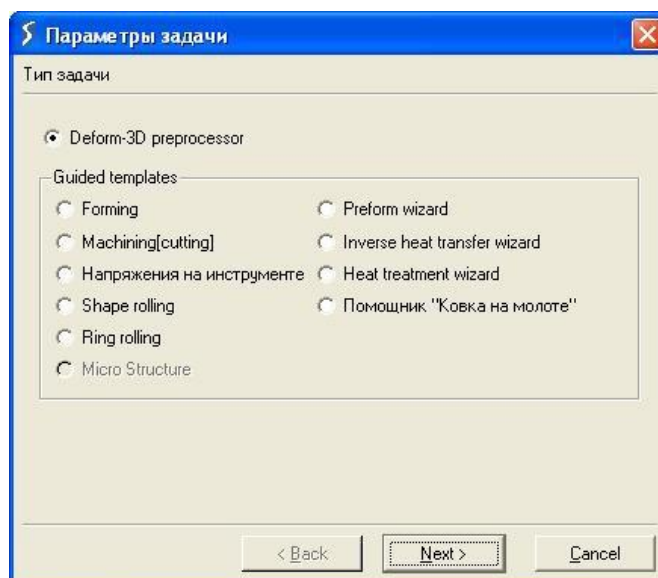 Параметры задачи
Тип задачи
Deform-3D preprocessor
Guided templates
Forming
Preform wizard
Machining[cutting]
Inverse heat transfer wizard
Напряжения на инструменте
Heat treatment wizard
Shape rolling
Помощник "Ковка на молоте"
Ring rolling
Micro Structure
< Back
Next >
Cancel